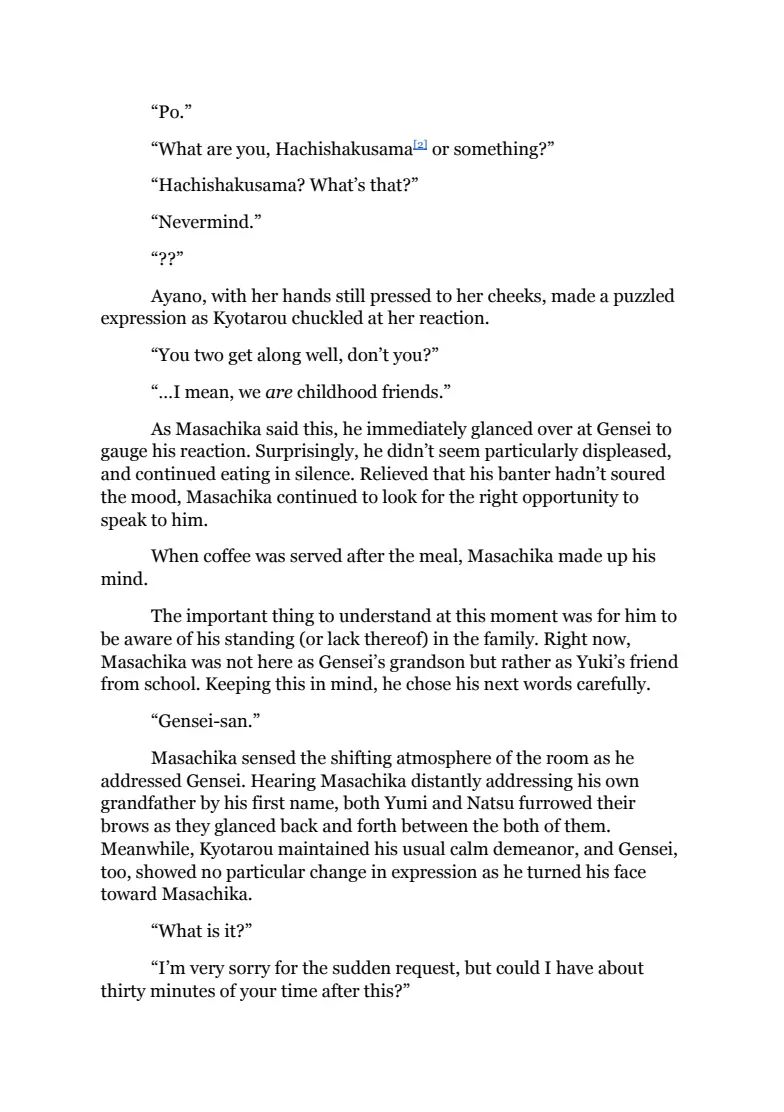 “Po.”
“What are you, Hachishakusama[2] or something?”
“Hachishakusama? What’s that?”
“Nevermind.”
“??”
Ayano, with her hands still pressed to her cheeks, made a puzzled
expression as Kyotarou chuckled at her reaction.
“You two get along well, don’t you?”
“…I mean, we are childhood friends.”
As Masachika said this, he immediately glanced over at Gensei to
gauge his reaction. Surprisingly, he didn’t seem particularly displeased,
and continued eating in silence. Relieved that his banter hadn’t soured
the mood, Masachika continued to look for the right opportunity to
speak to him.
When coffee was served after the meal, Masachika made up his
mind.
The important thing to understand at this moment was for him to
be aware of his standing (or lack thereof) in the family. Right now,
Masachika was not here as Gensei’s grandson but rather as Yuki’s friend
from school. Keeping this in mind, he chose his next words carefully.
“Gensei-san.”
Masachika sensed the shifting atmosphere of the room as he
addressed Gensei. Hearing Masachika distantly addressing his own
grandfather by his first name, both Yumi and Natsu furrowed their
brows as they glanced back and forth between the both of them.
Meanwhile, Kyotarou maintained his usual calm demeanor, and Gensei,
too, showed no particular change in expression as he turned his face
toward Masachika.
“What is it?”
“I’m very sorry for the sudden request, but could I have about
thirty minutes of your time after this?”